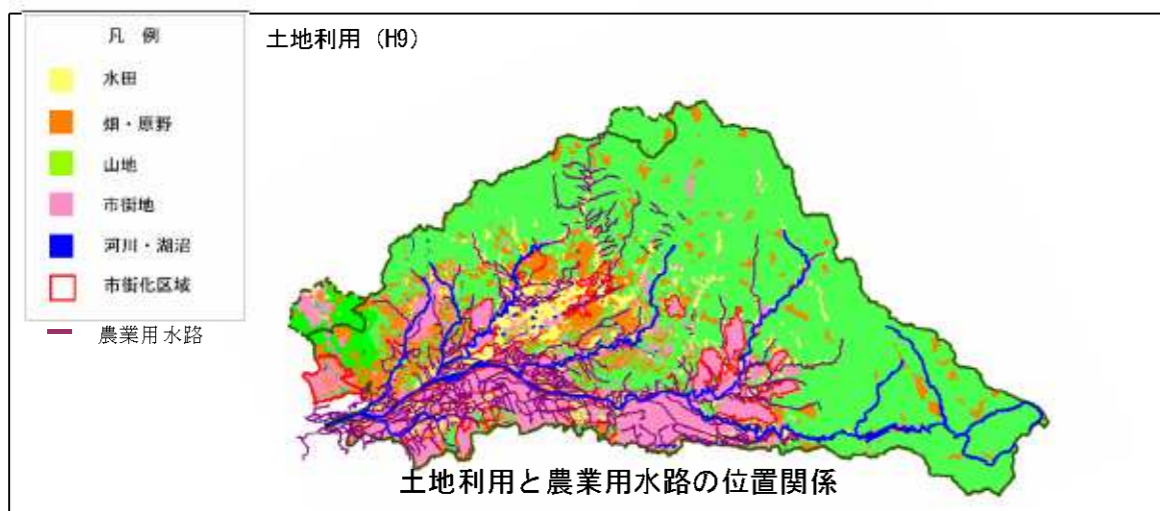 凡 例
水田
畑・原野
山地
市街地
河川・湖沼
市街化区域
農業用水路
土地利用（H9）
土地利用と農業用水路の位置関係